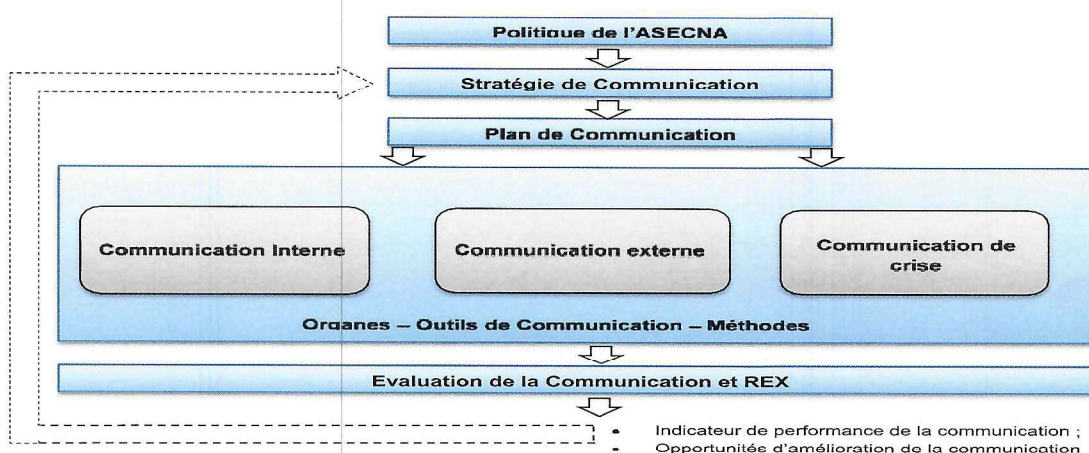 Politique de l'ASECNA
Stratégie de Communication
Plan de Communication
Communication Interne
Communication externe
Communication de
crise
Organes – Outils de Communication – Méthodes
Evaluation de la Communication et REX
• Indicateur de performance de la communication ;
• Opportunités d'amélioration de la communication